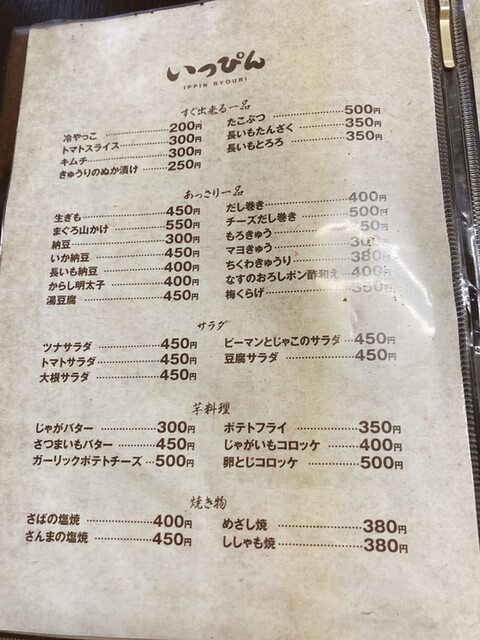 いっぴん
IPPIN RYOURI
すぐ出来る一品
冷やっこ 200円
トマトスライス 300円
キムチ 300円
きゅうりのぬか漬け 250円
たこぶつ 500円
長いもたんざく 350円
長いもとろろ 350円
あっさり一品
生ぎも 450円
まぐろ山かけ 550円
納豆 300円
いか納豆 450円
長いも納豆 400円
からし明太子 400円
湯豆腐 450円
だし巻き 400円
チーズだし巻き 500円
もろきゅう 円
マヨきゅう 円
ちくわきゅうり 380円
なすのおろしポン酢和え 400円
梅くらげ 円
サラダ
ツナサラダ 450円
トマトサラダ 450円
大根サラダ 450円
ピーマンとじゃこのサラダ 450円
豆腐サラダ 450円
芋料理
じゃがバター 300円
さつまいもバター 450円
ガーリックポテトチーズ 500円
ポテトフライ 350円
じゃがいもコロッケ 400円
卵とじコロッケ 500円
焼き物
さばの塩焼 400円
さんまの塩焼 450円
めざし焼 380円
ししゃも焼 380円